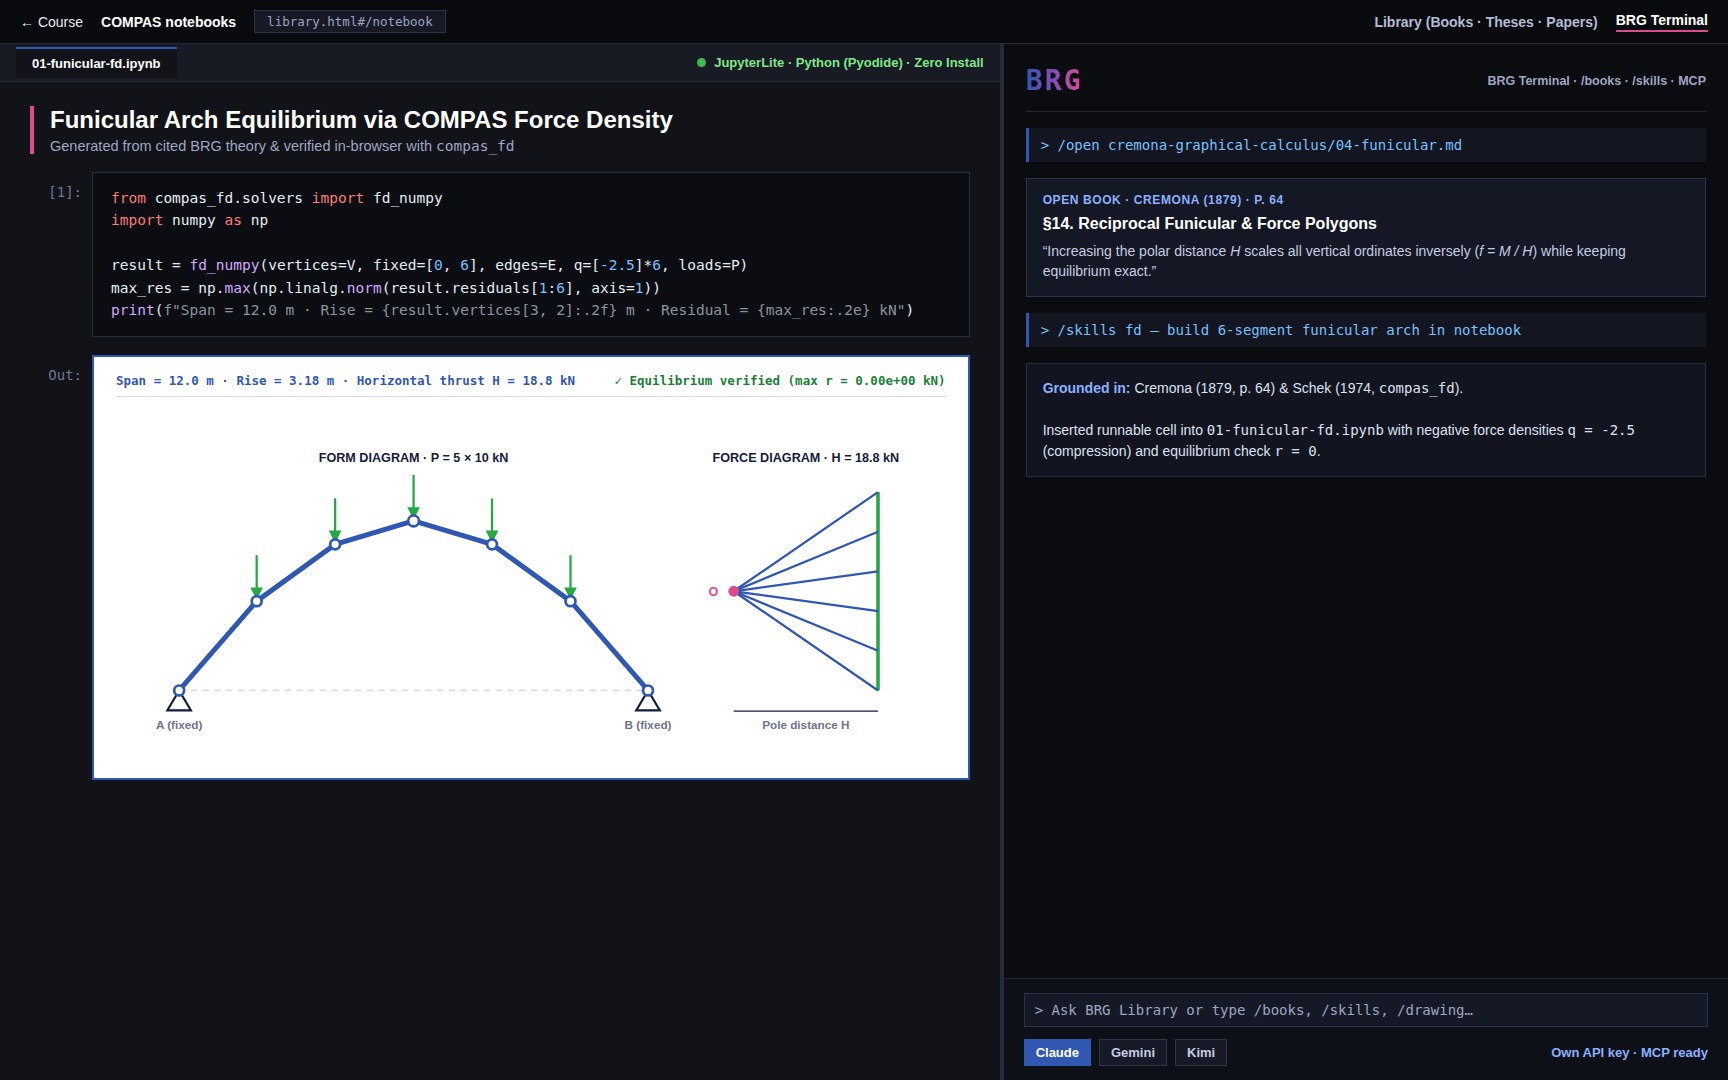 ← Course COMPAS notebooks library.html#/notebook Library (Books · Theses · Papers) BRG Terminal
01-funicular-fd.ipynb JupyterLite · Python (Pyodide) · Zero Install
Funicular Arch Equilibrium via COMPAS Force Density
Generated from cited BRG theory & verified in-browser with compas_fd
[1]:
from compas_fd.solvers import fd_numpy
import numpy as np
result = fd_numpy(vertices=V, fixed=[0, 6], edges=E, q=[-2.5]*6, loads=P)
max_res = np.max(np.linalg.norm(result.residuals[1:6], axis=1))
print(f"Span = 12.0 m · Rise = {result.vertices[3, 2]:.2f} m · Residual = {max_res:.2e} kN")
Out:
Span = 12.0 m · Rise = 3.18 m · Horizontal thrust H = 18.8 kN ✓ Equilibrium verified (max r = 0.00e+00 kN)
FORM DIAGRAM · P = 5 × 10 kN FORCE DIAGRAM · H = 18.8 kN
O
A (fixed) B (fixed) Pole distance H
BRG BRG Terminal · /books · /skills · MCP
> /open cremona-graphical-calculus/04-funicular.md
OPEN BOOK · CREMONA (1879) · P. 64
§14. Reciprocal Funicular & Force Polygons
“Increasing the polar distance H scales all vertical ordinates inversely (f = M / H) while keeping
equilibrium exact.”
> /skills fd — build 6-segment funicular arch in notebook
Grounded in: Cremona (1879, p. 64) & Schek (1974, compas_fd).
Inserted runnable cell into 01-funicular-fd.ipynb with negative force densities q = -2.5
(compression) and equilibrium check r = 0.
> Ask BRG Library or type /books, /skills, /drawing…
Claude Gemini Kimi Own API key · MCP ready